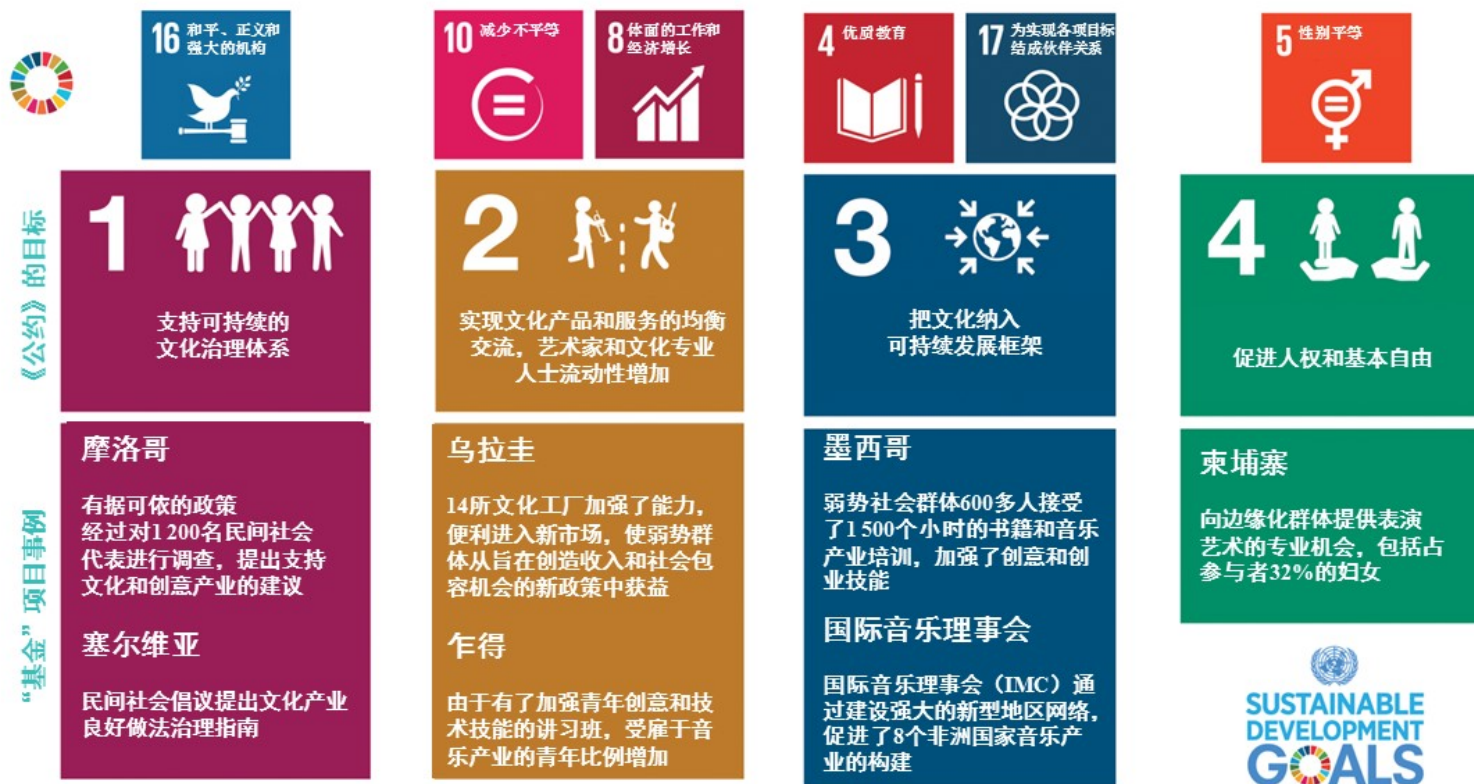 16 和平、正义和
强大的机构
10 减少不平等
8 体面的工作和
经济增长
4 优质教育
17 为实现各项目标
结成伙伴关系
5 性别平等
《公约》的目标
1
支持可持续的
文化治理体系
2
实现文化产品和服务的均衡
交流，艺术家和文化专业
人士流动性增加
3
把文化纳入
可持续发展框架
4
促进人权和基本自由
“基金”项目事例
摩洛哥
有据可依的政策
经过对1 200名民间社会
代表进行调查，提出支持
文化和创意产业的建议
塞尔维亚
民间社会倡议提出文化产业
良好做法治理指南
乌拉圭
14所文化工厂加强了能力，
便利进入新市场，使弱势群
体从旨在创造收入和社会包
容机会的新政策中获益
乍得
由于有了加强青年创意和技
术技能的讲习班，受雇于音
乐产业的青年比例增加
墨西哥
弱势社会群体600多人接受
了1 500个小时的书籍和音乐
产业培训，加强了创意和创
业技能
国际音乐理事会
国际音乐理事会（IMC）通
过建设强大的新型地区网络，
促进了8个非洲国家音乐产
业的构建
柬埔寨
向边缘化群体提供表演
艺术的专业机会，包括占
参与者32%的妇女
SUSTAINABLE
DEVELOPMENT
GOALS